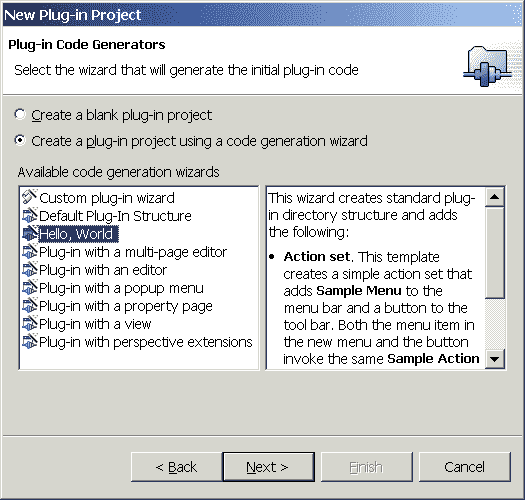 New Plug-in Project
Plug-in Code Generators
Select the wizard that will generate the initial plug-in code
Create a blank plug-in project
Create a plug-in project using a code generation wizard
Available code generation wizards
Custom plug-in wizard
Default Plug-In Structure
Hello, World
Plug-in with a multi-page editor
Plug-in with an editor
Plug-in with a popup menu
Plug-in with a property page
Plug-in with a view
Plug-in with perspective extensions
This wizard creates standard plug-
in directory structure and adds
the following:
• Action set. This template
creates a simple action set that
adds Sample Menu to the
menu bar and a button to the
tool bar. Both the menu item in
the new menu and the button
invoke the same Sample Action
< Back
Next >
Finish
Cancel